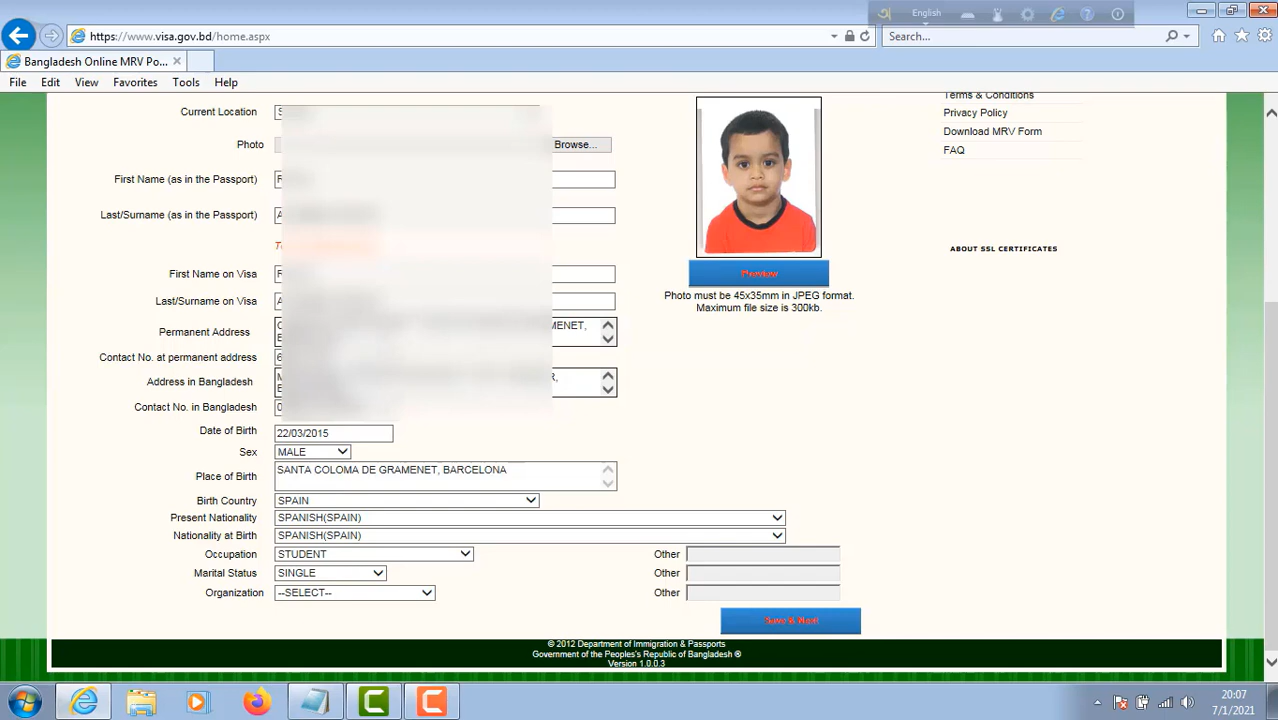 English
https://www.visa.gov.bd/home.aspx
Search...
Bangladesh Online MRV Po...
File Edit View Favorites Tools Help
Current Location
Terms & Conditions
Photo Browse...
Privacy Policy
Download MRV Form
FAQ
First Name (as in the Passport)
Last/Surname (as in the Passport)
ABOUT SSL CERTIFICATES
First Name on Visa
Preview
Photo must be 45x35mm in JPEG format.
Maximum file size is 300kb.
Last/Surname on Visa
Permanent Address
Contact No. at permanent address
Address in Bangladesh
Contact No. in Bangladesh
Date of Birth 22/03/2015
Sex MALE
Place of Birth SANTA COLOMA DE GRAMENET, BARCELONA
Birth Country SPAIN
Present Nationality SPANISH(SPAIN)
Nationality at Birth SPANISH(SPAIN)
Occupation STUDENT Other
Marital Status SINGLE Other
Organization --SELECT-- Other
Save & Next
© 2012 Department of Immigration & Passports
Government of the Peoples's Republic of Bangladesh ®
Version 1.0.0.3
20:07
7/1/2021